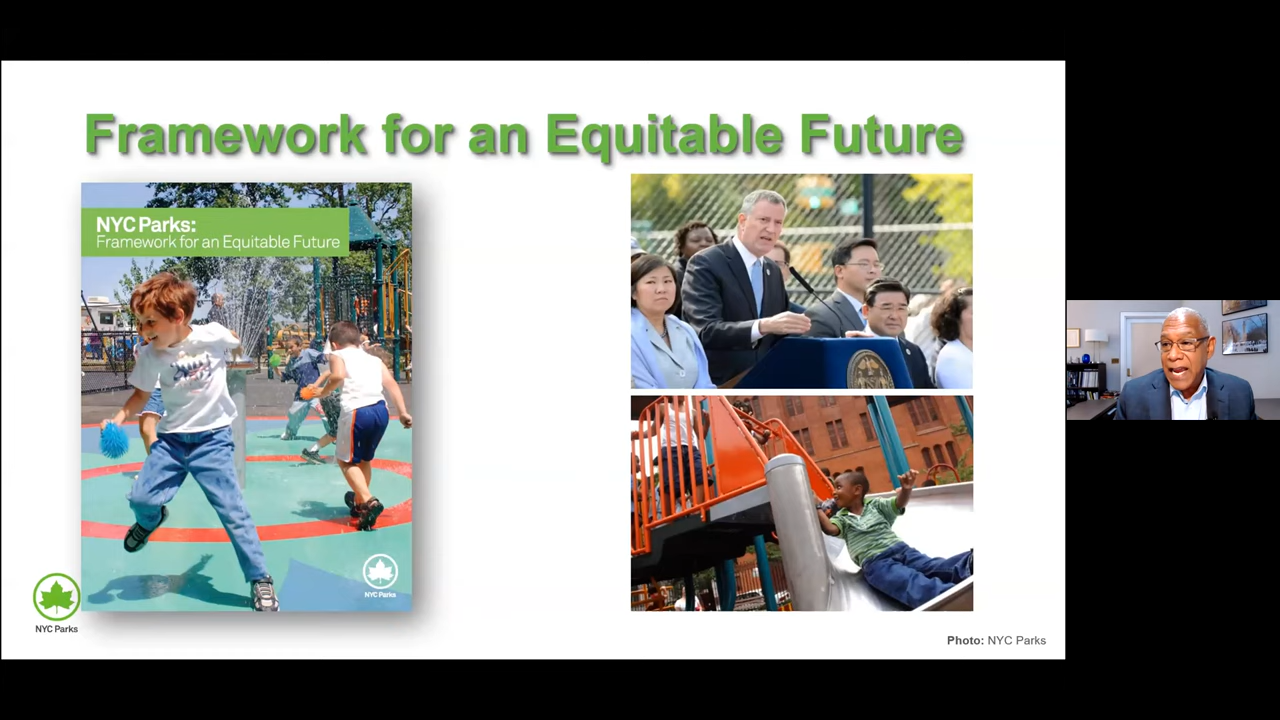 Framework for an Equitable Future
NYC Parks:
Framework for an Equitable Future
NYC Parks
NYC Parks
Photo: NYC Parks